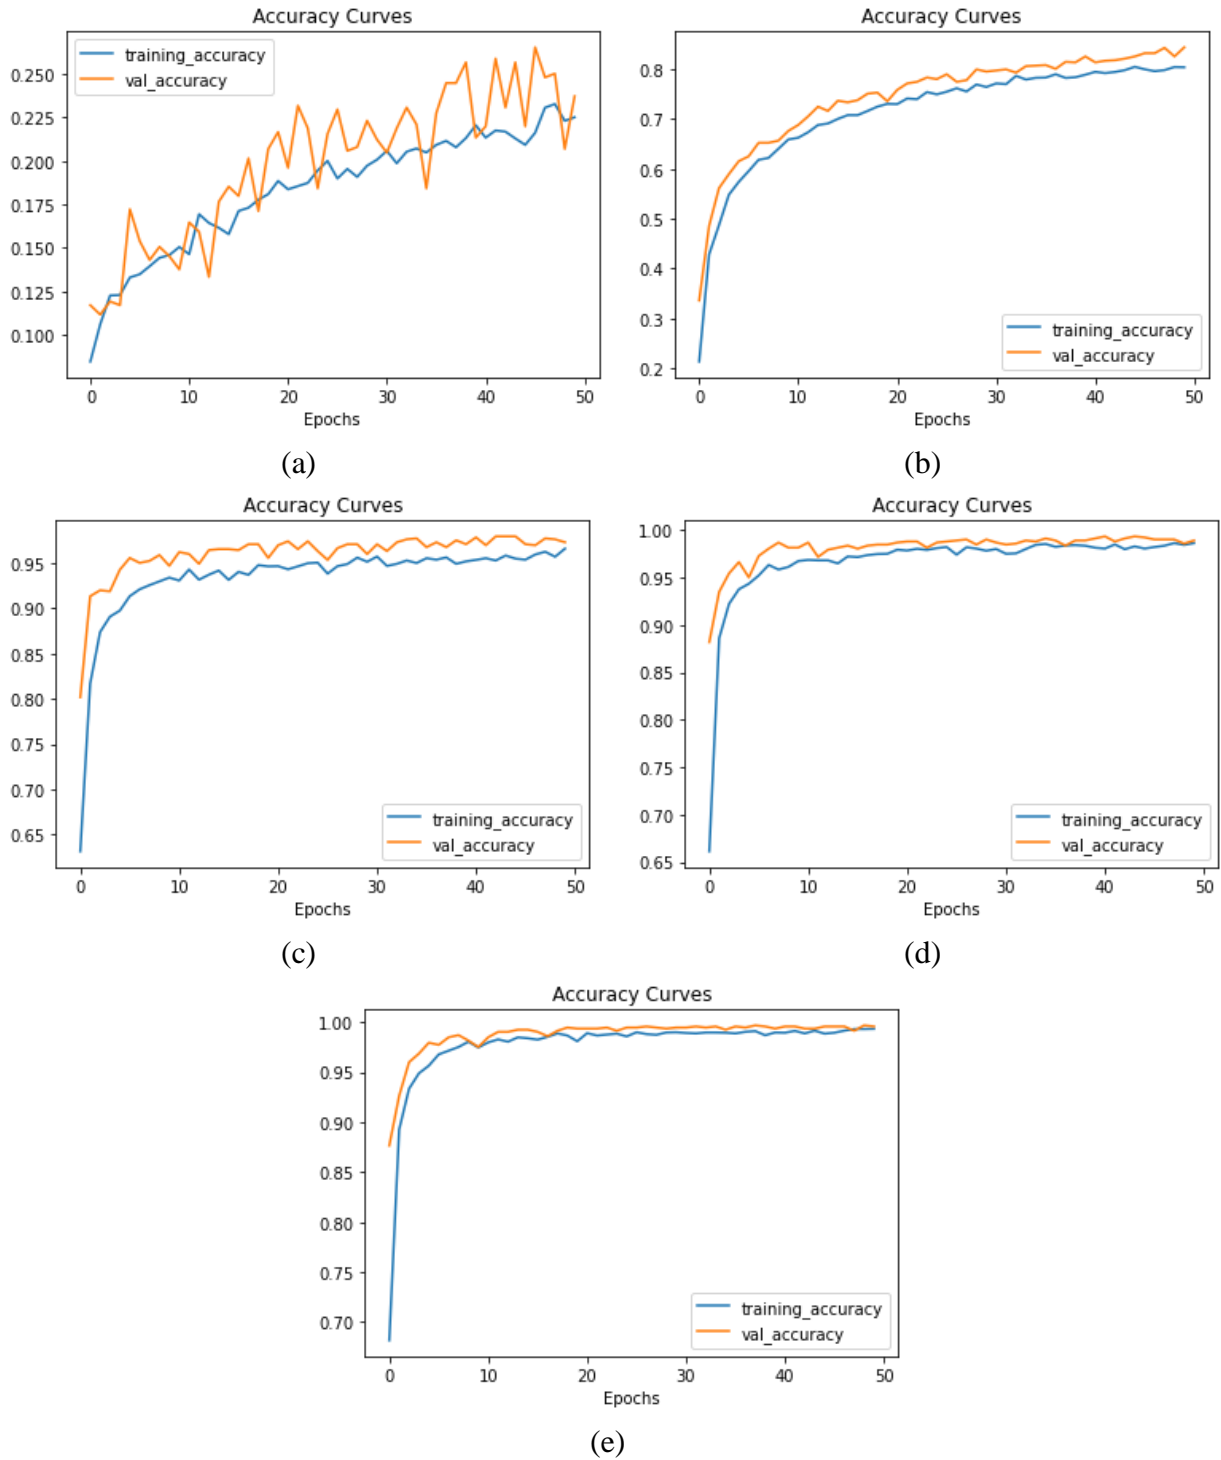 Accuracy Curves
training_accuracy
val_accuracy
0.250
0.225
0.200
0.175
0.150
0.125
0.100
0 10 20 30 40 50
Epochs
(a)
Accuracy Curves
0.8
0.7
0.6
0.5
0.4
0.3
0.2
training_accuracy
val_accuracy
0 10 20 30 40 50
Epochs
(b)
Accuracy Curves
0.95
0.90
0.85
0.80
0.75
0.70
0.65
training_accuracy
val_accuracy
0 10 20 30 40 50
Epochs
(c)
Accuracy Curves
1.00
0.95
0.90
0.85
0.80
0.75
0.70
0.65
training_accuracy
val_accuracy
0 10 20 30 40 50
Epochs
(d)
Accuracy Curves
1.00
0.95
0.90
0.85
0.80
0.75
0.70
training_accuracy
val_accuracy
0 10 20 30 40 50
Epochs
(e)